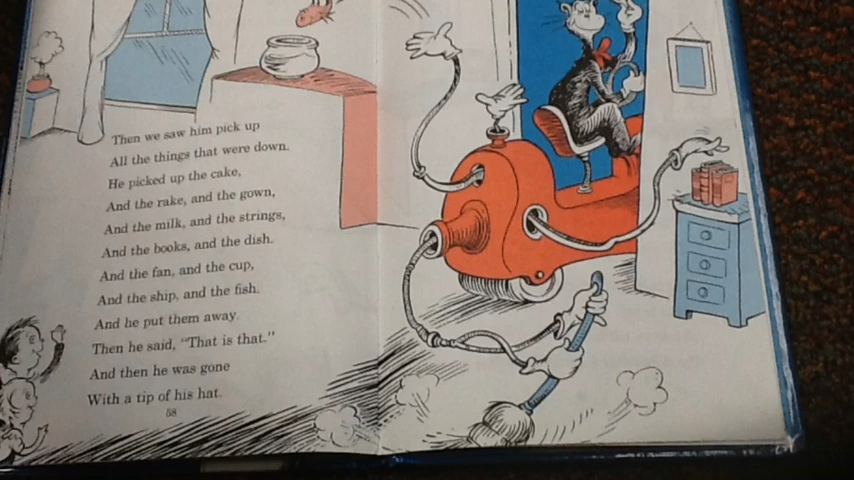 Then we saw him pick up
All the things that were down.
He picked up the cake,
And the rake, and the gown,
And the milk, and the strings,
And the books, and the dish.
And the fan, and the cup,
And the ship, and the fish.
And he put them away.
Then he said, "That is that."
And then he was gone
With a tip of his hat.
58